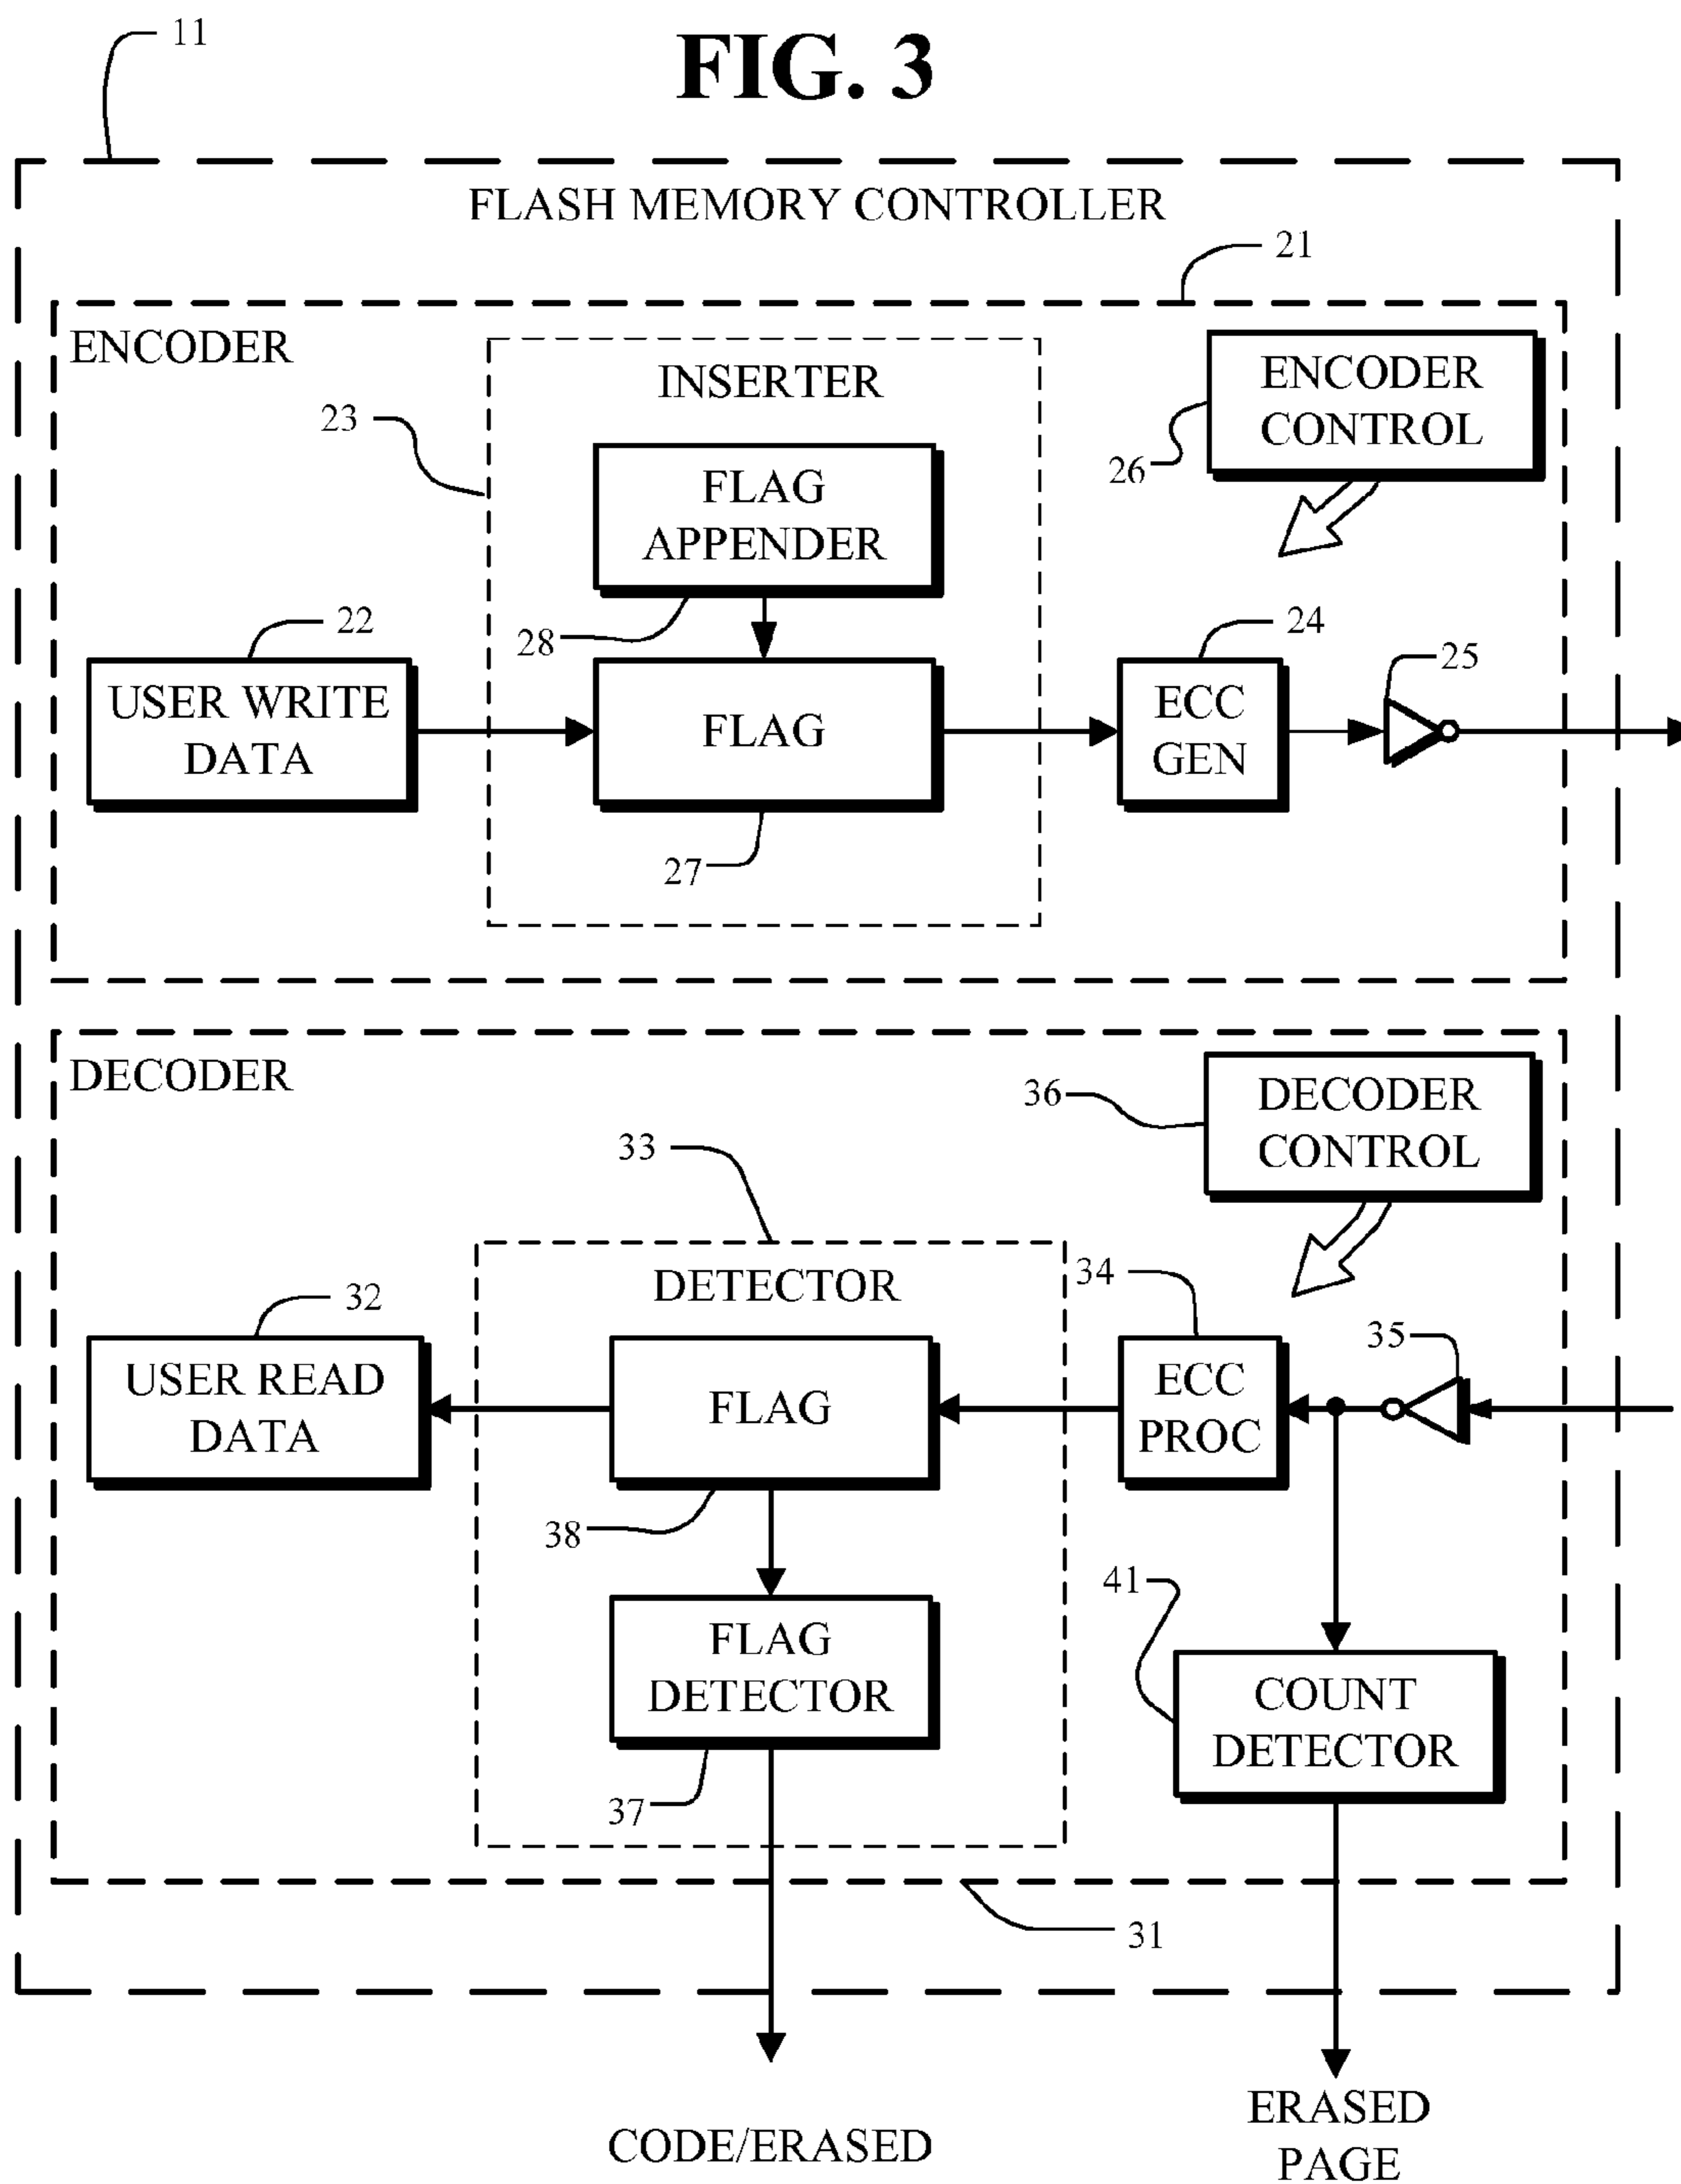 11
FIG. 3
FLASH MEMORY CONTROLLER
21
ENCODER
INSERTER
ENCODER
CONTROL
23
26
FLAG
APPENDER
28
22
24
25
USER WRITE
DATA
FLAG
ECC
GEN
27
DECODER
36
DECODER
CONTROL
33
DETECTOR
34
32
35
USER READ
DATA
FLAG
ECC
PROC
38
41
FLAG
DETECTOR
COUNT
DETECTOR
37
31
CODE/ERASED
ERASED
PAGE